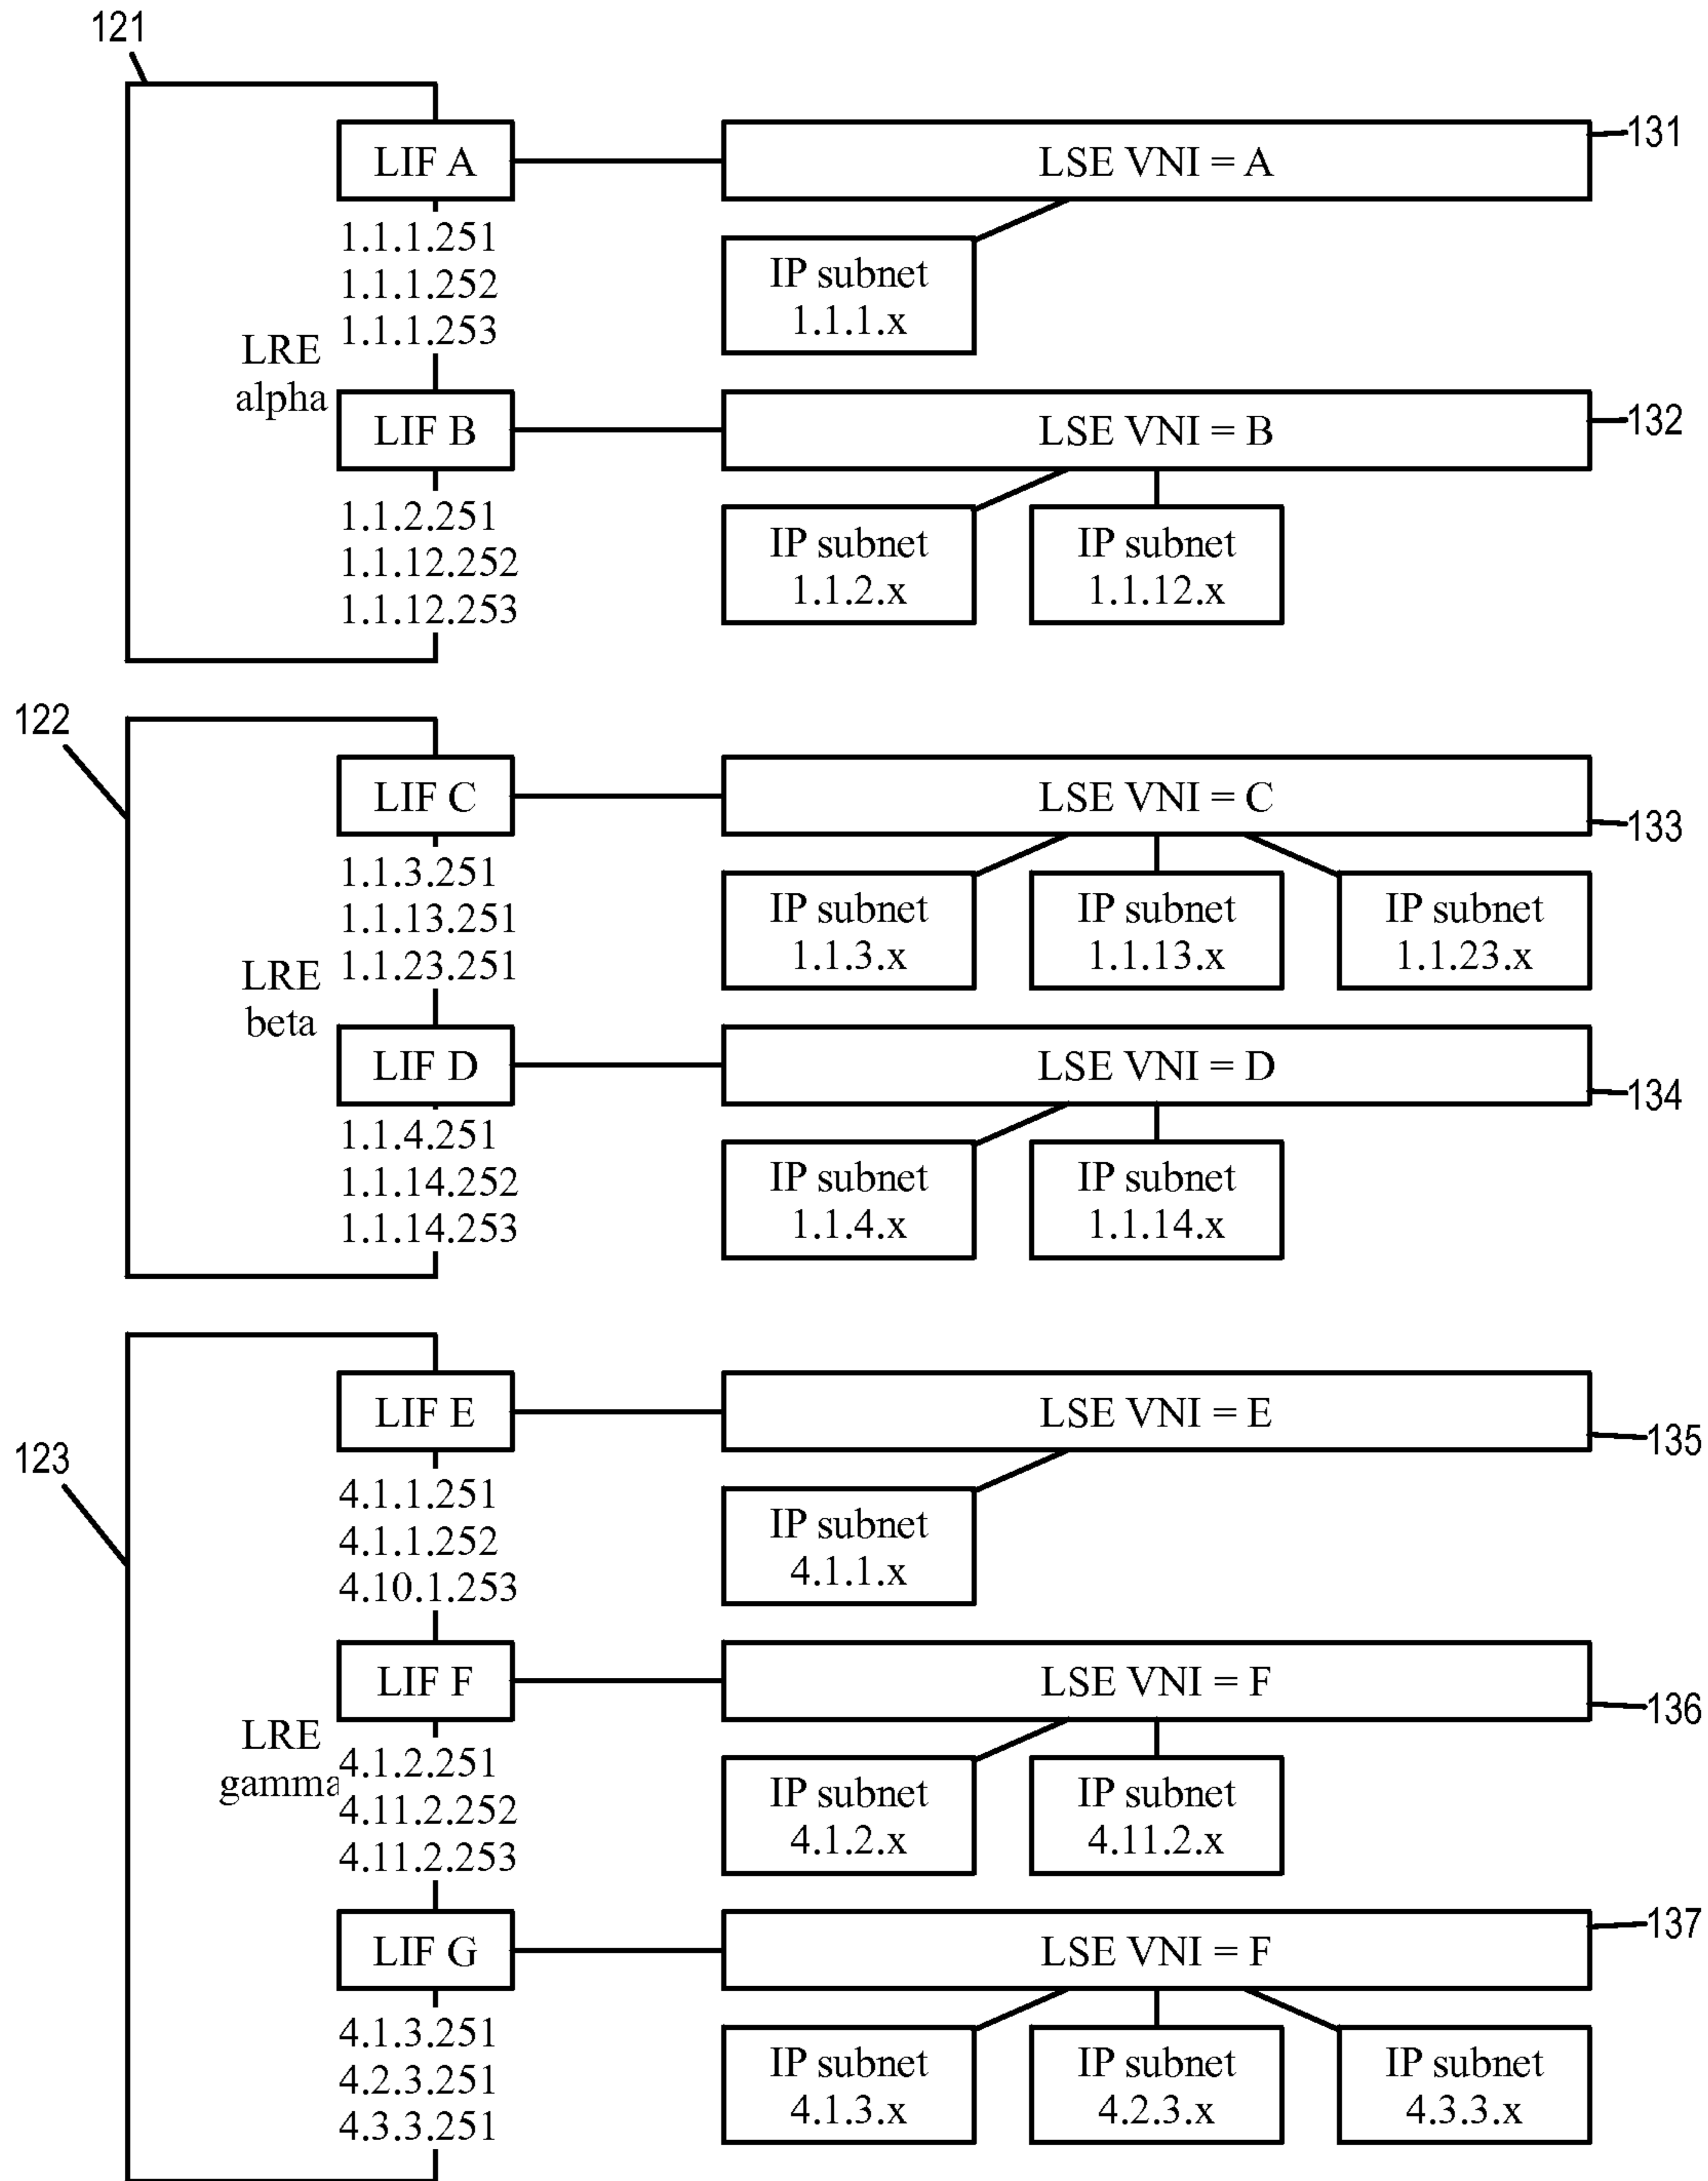 121
LIF A
LSE VNI = A
131
1.1.1.251
1.1.1.252
1.1.1.253
IP subnet
1.1.1.x
LRE
alpha
LIF B
LSE VNI = B
132
1.1.2.251
1.1.12.252
1.1.12.253
IP subnet
1.1.2.x
IP subnet
1.1.12.x
122
LIF C
LSE VNI = C
133
1.1.3.251
1.1.13.251
1.1.23.251
IP subnet
1.1.3.x
IP subnet
1.1.13.x
IP subnet
1.1.23.x
LRE
beta
LIF D
LSE VNI = D
134
1.1.4.251
1.1.14.252
1.1.14.253
IP subnet
1.1.4.x
IP subnet
1.1.14.x
123
LIF E
LSE VNI = E
135
4.1.1.251
4.1.1.252
4.10.1.253
IP subnet
4.1.1.x
LIF F
LSE VNI = F
136
LRE
gamma
4.1.2.251
4.11.2.252
4.11.2.253
IP subnet
4.1.2.x
IP subnet
4.11.2.x
LIF G
LSE VNI = F
137
4.1.3.251
4.2.3.251
4.3.3.251
IP subnet
4.1.3.x
IP subnet
4.2.3.x
IP subnet
4.3.3.x